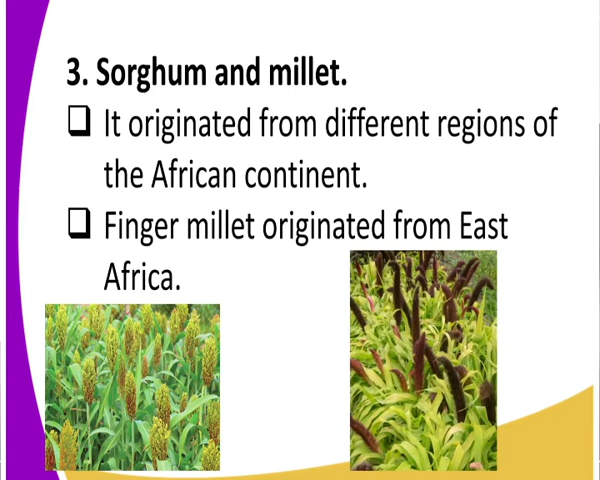 3. Sorghum and millet.
It originated from different regions of
the African continent.
Finger millet originated from East
Africa.